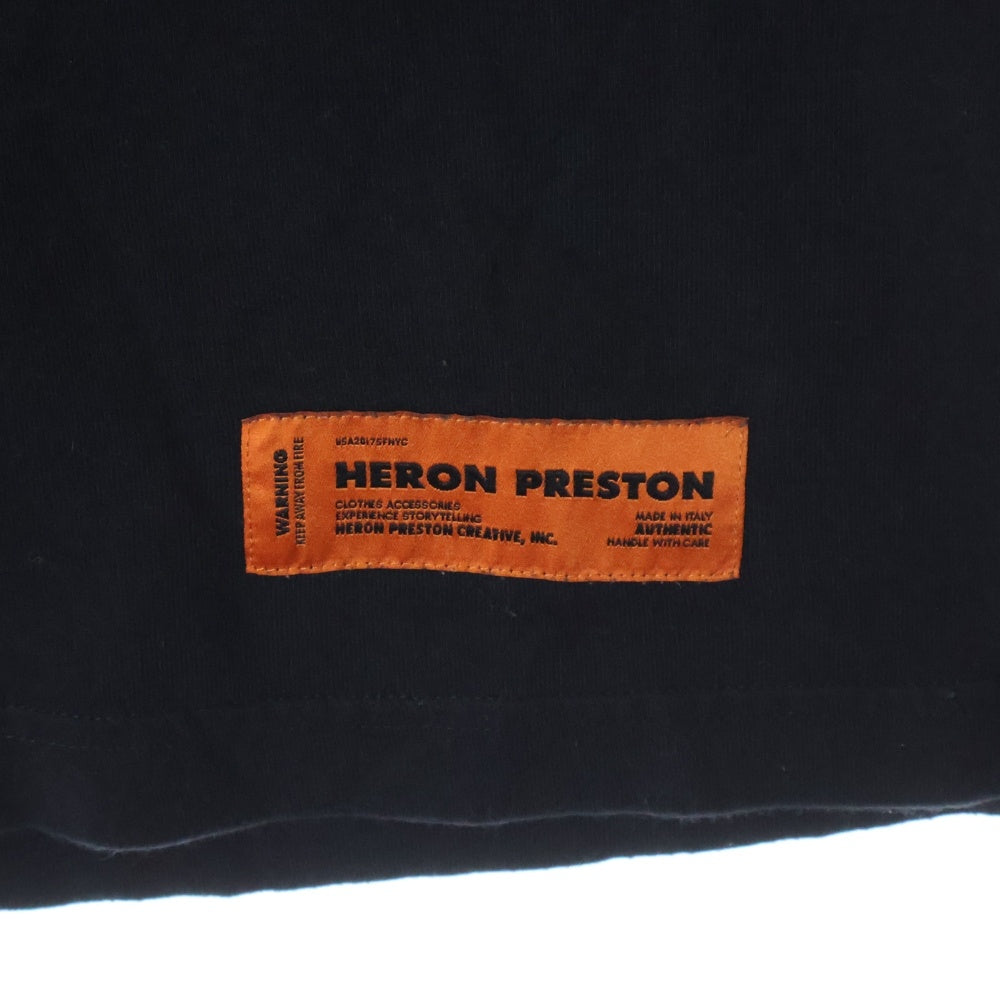 WARNING
KEEP AWAY FROM FIRE
USA2017SFNYC
HERON PRESTON
CLOTHES ACCESSORIES
EXPERIENCE STORYTELLING
HERON PRESTON CREATIVE, INC.
MADE IN ITALY
AUTHENTIC
HANDLE WITH CARE